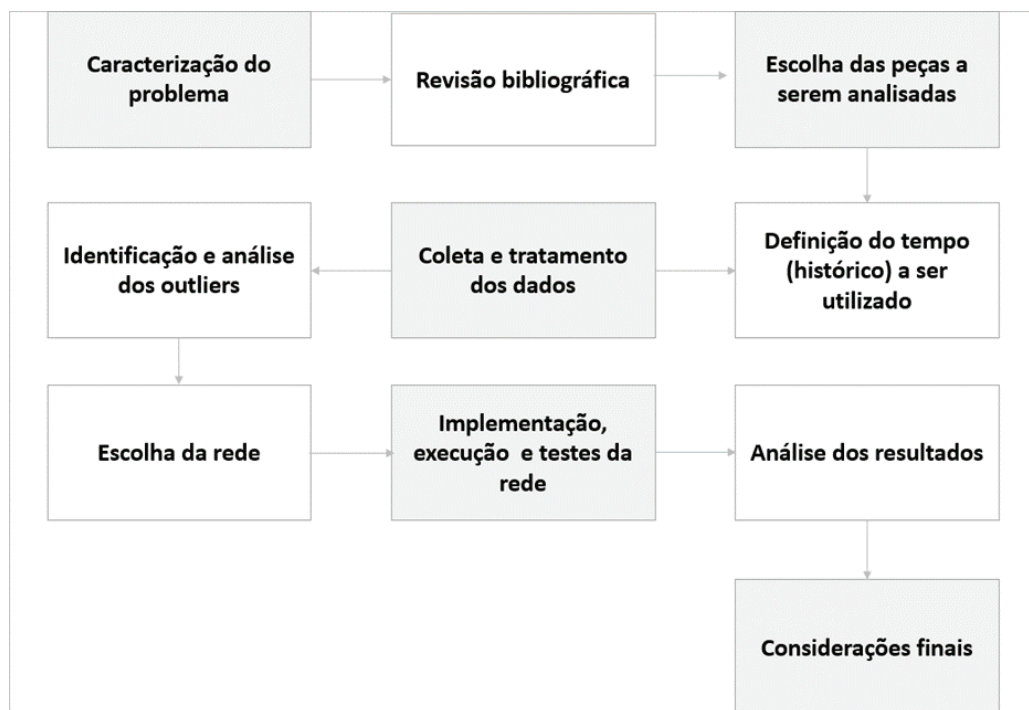 Caracterização do
problema
Revisão bibliográfica
Escolha das peças a
serem analisadas
Identificação e análise
dos outliers
Coleta e tratamento
dos dados
Definição do tempo
(histórico) a ser
utilizado
Escolha da rede
Implementação,
execução e testes da
rede
Análise dos resultados
Considerações finais